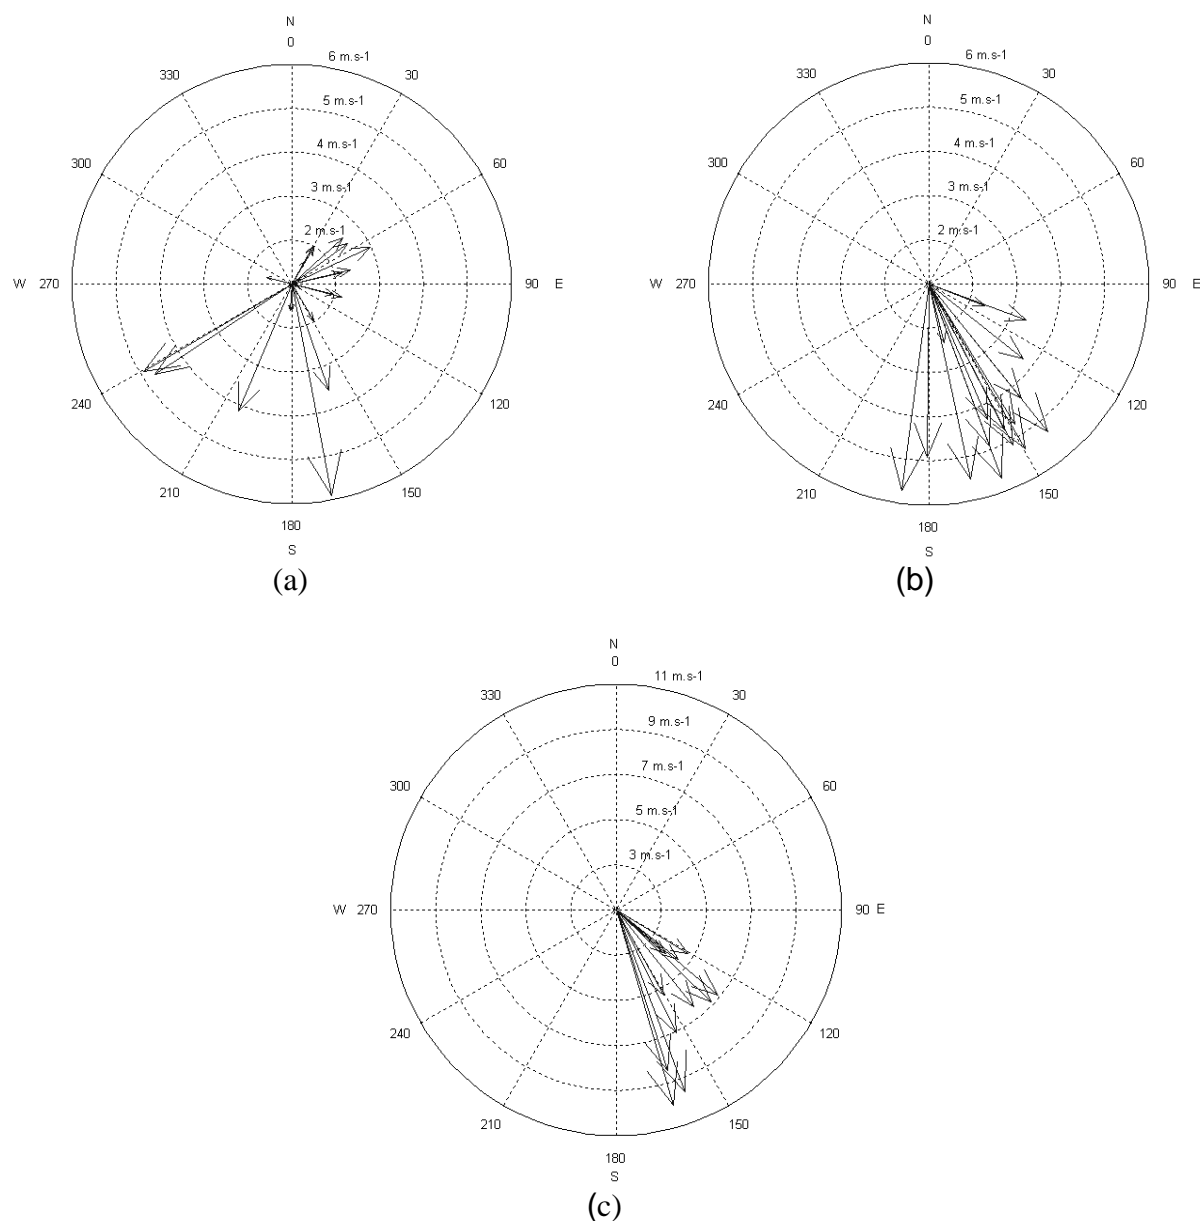 N
0
6 m.s-1
330
30
5 m.s-1
4 m.s-1
300
60
3 m.s-1
2 m.s-1
W 270
90 E
240
120
210
150
180
S
(a)
N
0
6 m.s-1
330
30
5 m.s-1
4 m.s-1
300
60
3 m.s-1
2 m.s-1
W 270
90 E
240
120
210
150
180
S
(b)
N
0
11 m.s-1
330
30
9 m.s-1
7 m.s-1
300
60
5 m.s-1
3 m.s-1
W 270
90 E
240
120
210
150
180
S
(c)